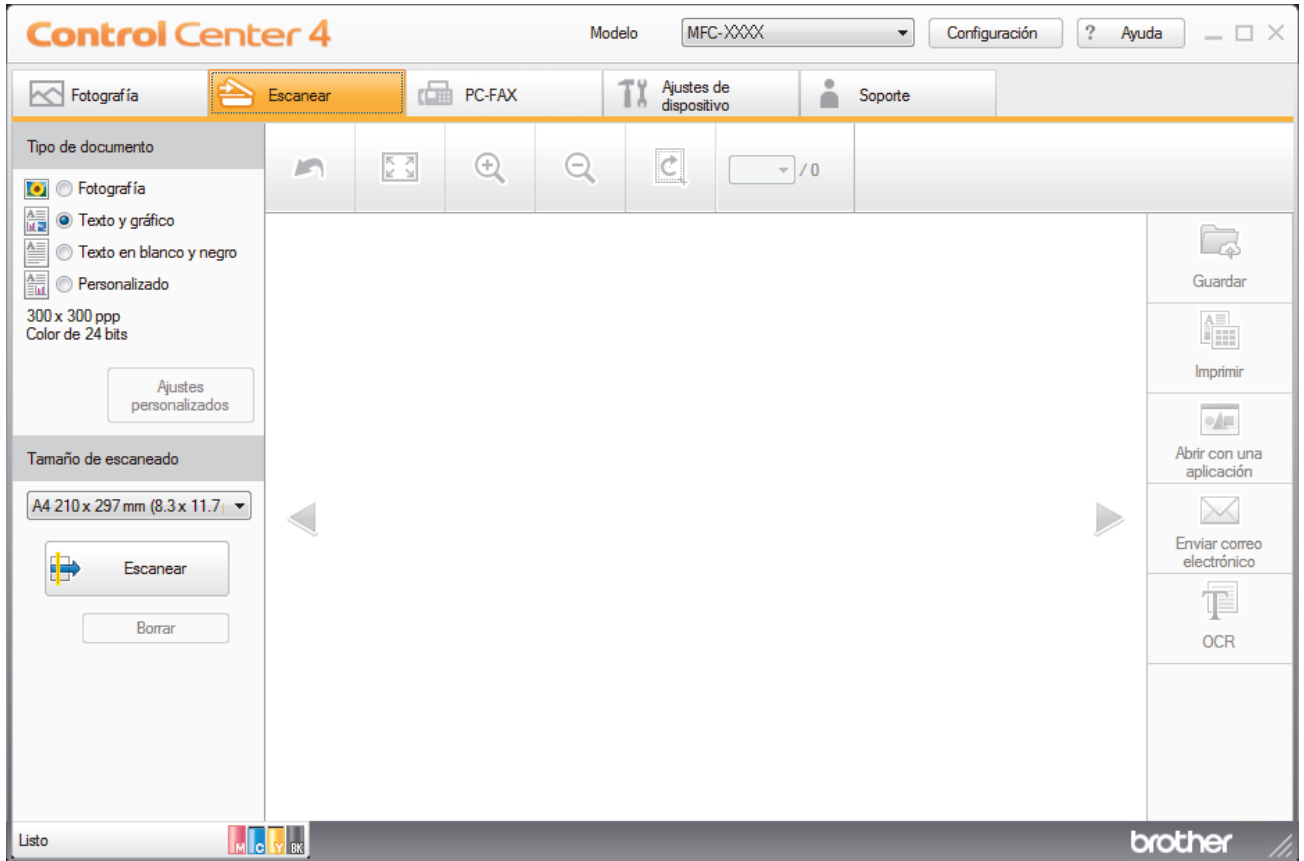 Control Center 4
Modelo
MFC-XXXX
Configuración
? Ayuda
Fotografía
Escanear
PC-FAX
Ajustes de
dispositivo
Soporte
Tipo de documento
Fotografía
Texto y gráfico
Texto en blanco y negro
Personalizado
300 x 300 ppp
Color de 24 bits
Ajustes
personalizados
Tamaño de escaneado
A4 210 x 297 mm (8.3 x 11.7
Escanear
Borrar
/ 0
Guardar
Imprimir
Abrir con una
aplicación
Enviar correo
electrónico
OCR
Listo
M C Y BK
brother